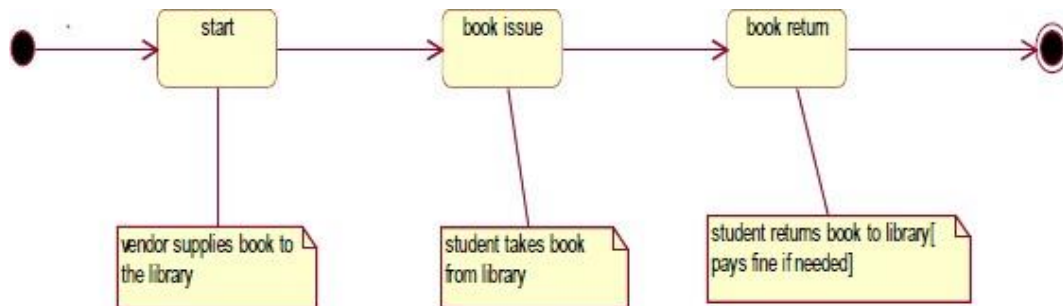 start
book issue
book return
vendor supplies book to
the library
student takes book
from library
student returns book to library[
pays fine if needed]